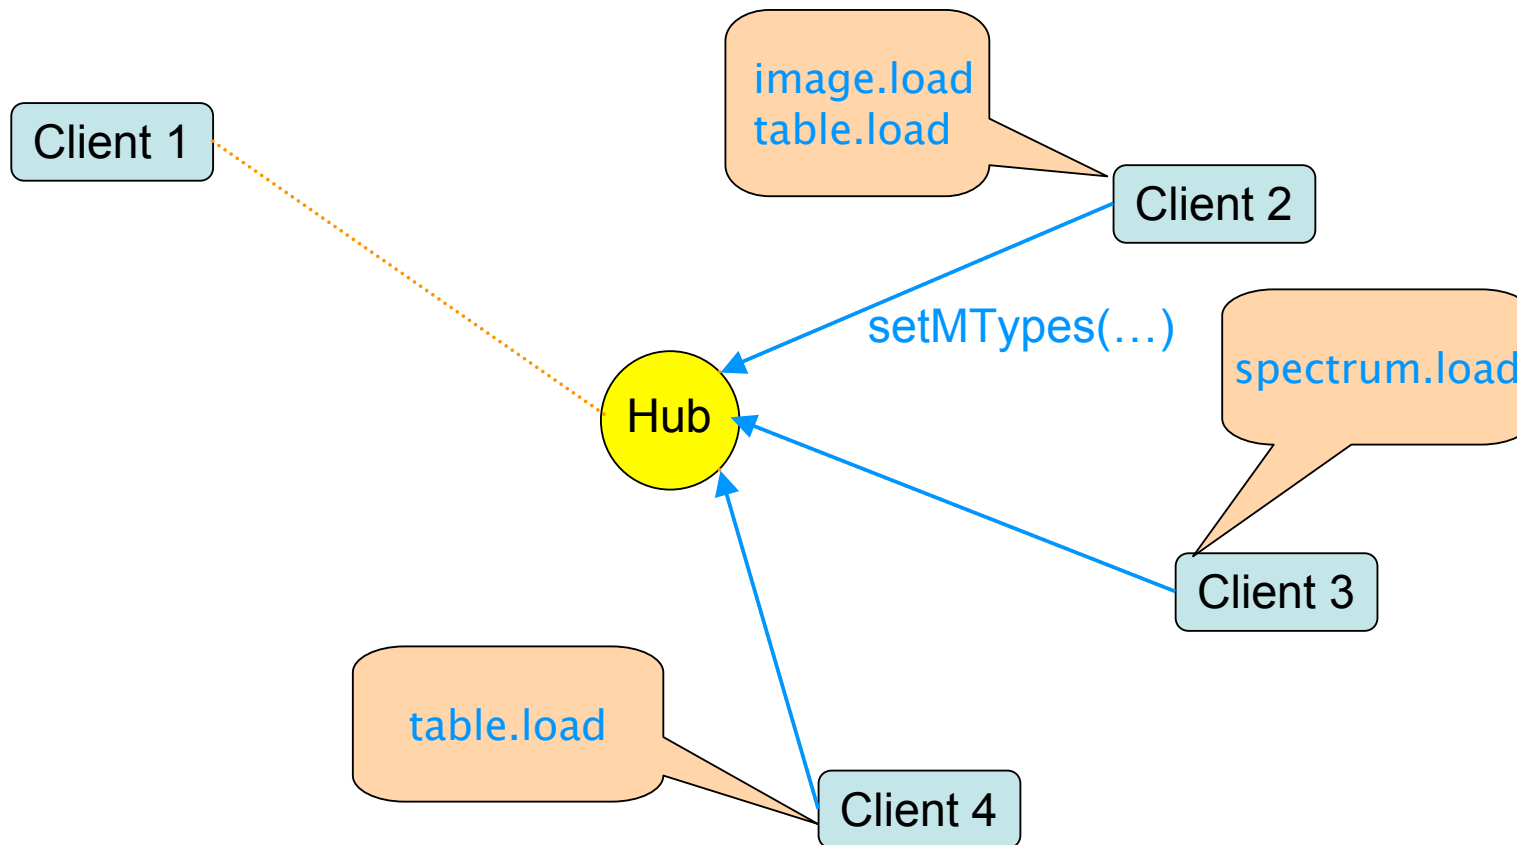 image.load
table.load
Client 1
Client 2
setMTypes(…)
spectrum.load
Hub
Client 3
table.load
Client 4